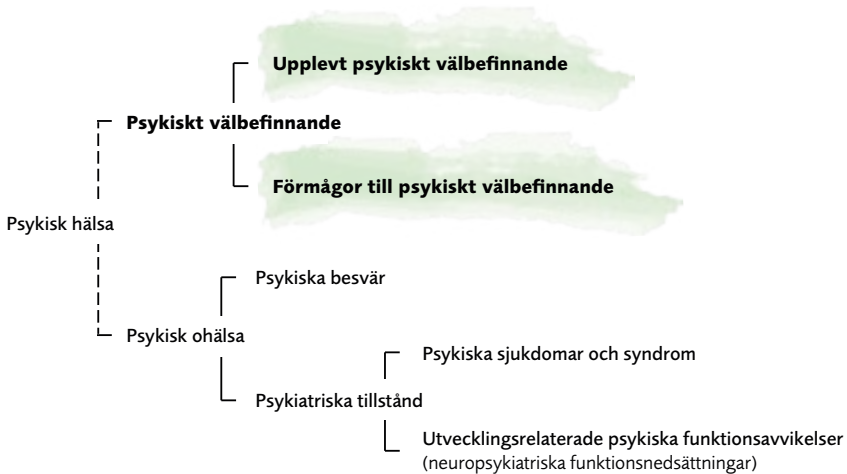 Upplevt psykiskt välbefinnande
Psykiskt välbefinnande
Förmågor till psykiskt välbefinnande
Psykisk hälsa
Psykiska besvär
Psykisk ohälsa
Psykiska sjukdomar och syndrom
Psykiatriska tillstånd
Utvecklingsrelaterade psykiska funktionsavvikelser
(neuropsykiatriska funktionsnedsättningar)